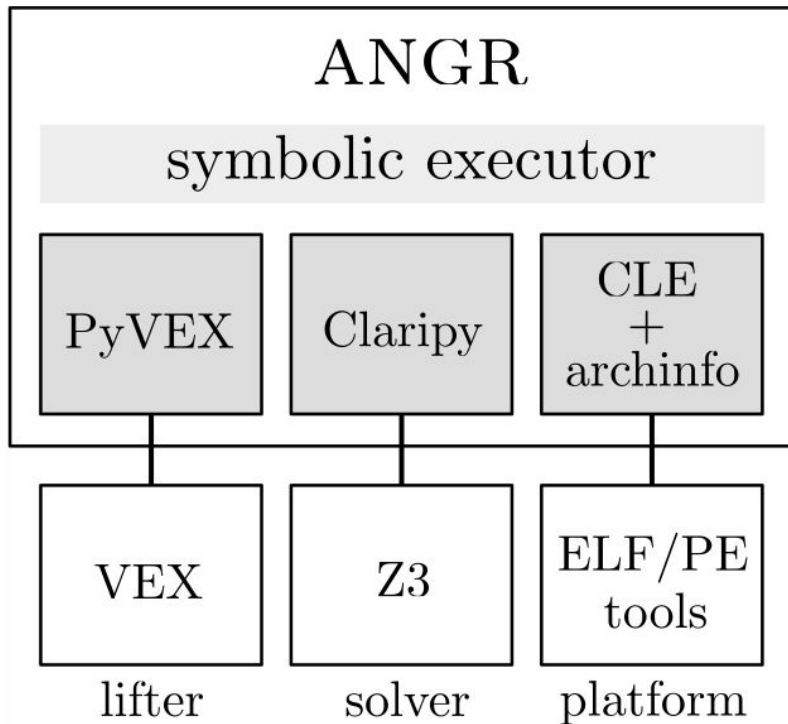 ANGR
symbolic executor
PyVEX
Claripy
CLE
+
archinfo
VEX
Z3
ELF/PE
tools
lifter
solver
platform